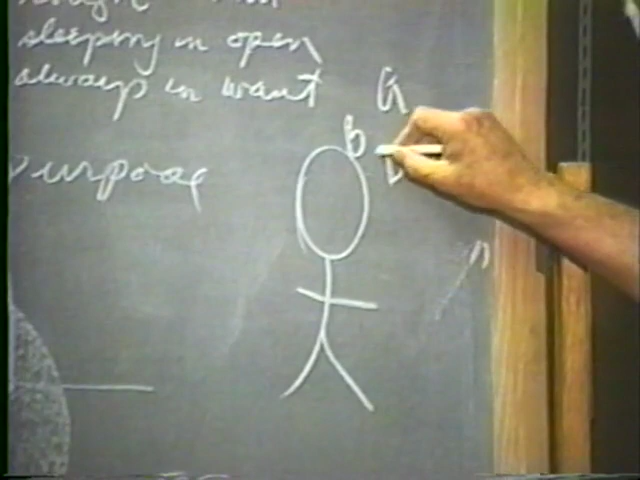 sleeping in open
always in want
a
b
purpose